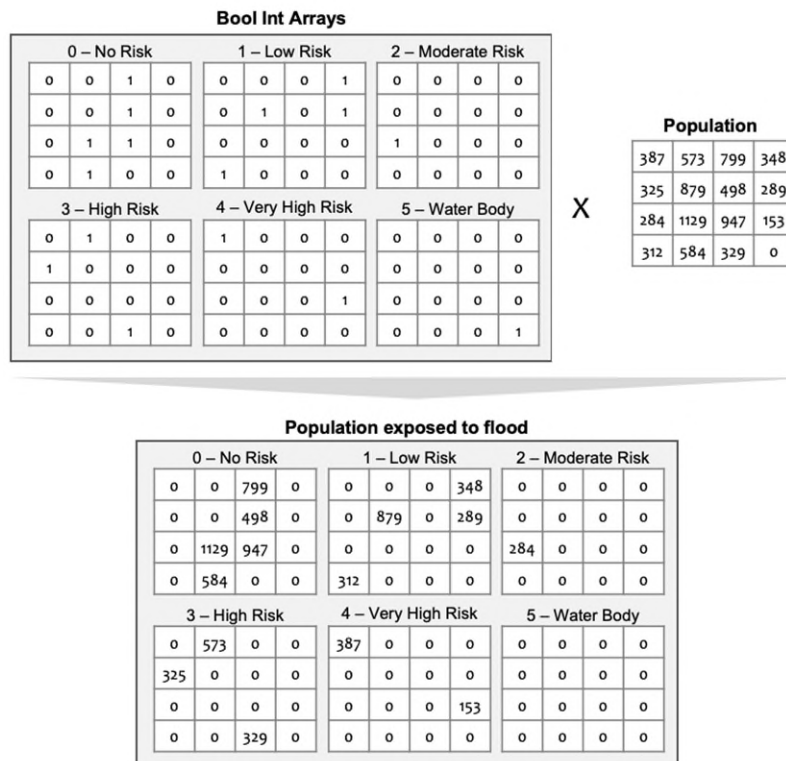 Bool Int Arrays
0 – No Risk
0 0 1 0
0 0 1 0
0 1 1 0
0 1 0 0
1 – Low Risk
0 0 0 1
0 1 0 1
0 0 0 0
1 0 0 0
2 – Moderate Risk
0 0 0 0
0 0 0 0
1 0 0 0
0 0 0 0
3 – High Risk
0 1 0 0
1 0 0 0
0 0 0 0
0 0 1 0
4 – Very High Risk
1 0 0 0
0 0 0 0
0 0 0 1
0 0 0 0
5 – Water Body
0 0 0 0
0 0 0 0
0 0 0 0
0 0 0 1
X
Population
387 573 799 348
325 879 498 289
284 1129 947 153
312 584 329 0
Population exposed to flood
0 – No Risk
0 0 799 0
0 0 498 0
0 1129 947 0
0 584 0 0
1 – Low Risk
0 0 0 348
0 879 0 289
0 0 0 0
312 0 0 0
2 – Moderate Risk
0 0 0 0
0 0 0 0
284 0 0 0
0 0 0 0
3 – High Risk
0 573 0 0
325 0 0 0
0 0 0 0
0 0 329 0
4 – Very High Risk
387 0 0 0
0 0 0 0
0 0 0 153
0 0 0 0
5 – Water Body
0 0 0 0
0 0 0 0
0 0 0 0
0 0 0 0